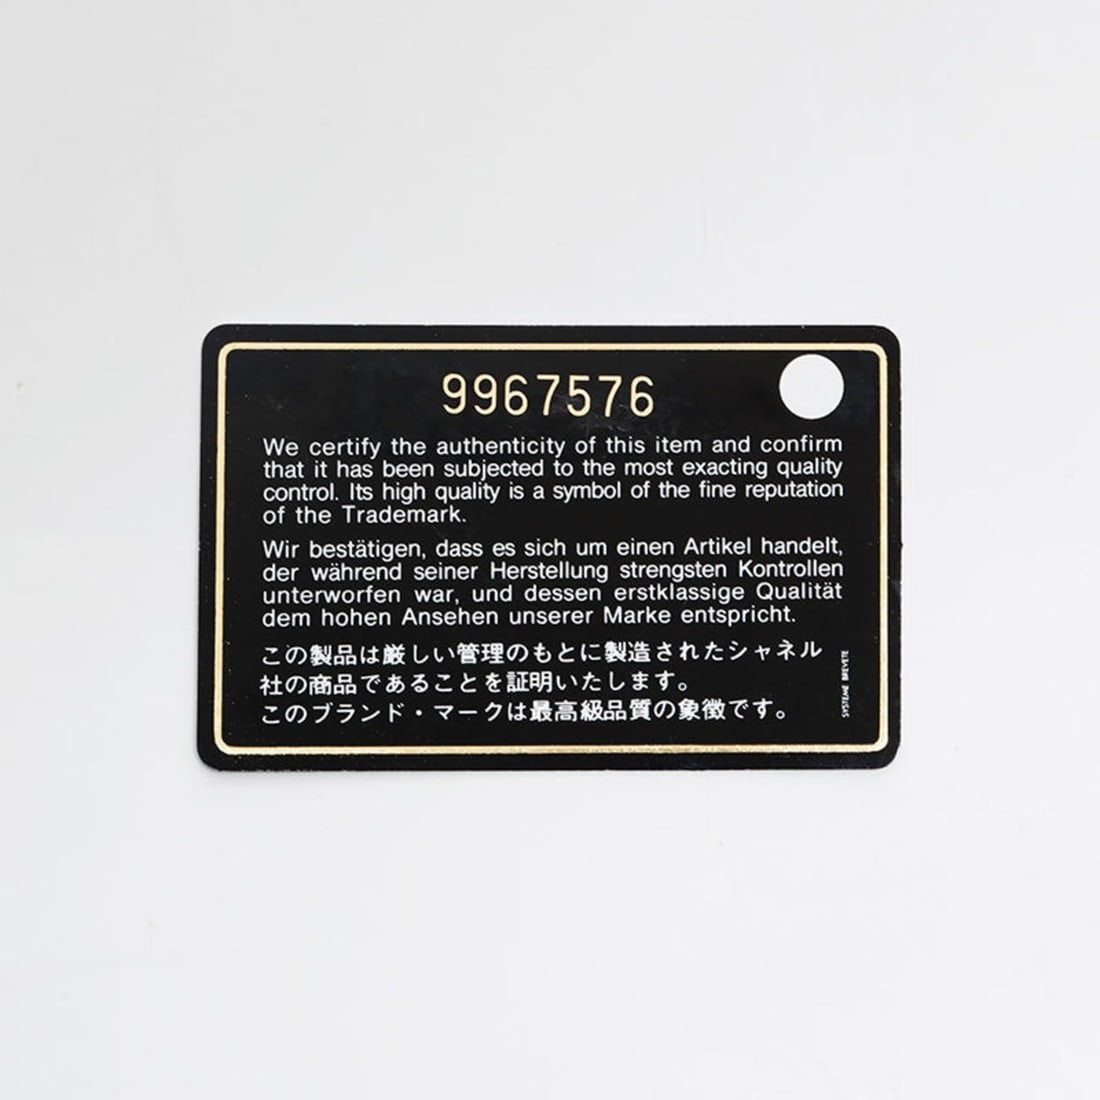 9967576
We certify the authenticity of this item and confirm
that it has been subjected to the most exacting quality
control. Its high quality is a symbol of the fine reputation
of the Trademark.
Wir bestätigen, dass es sich um einen Artikel handelt,
der während seiner Herstellung strengsten Kontrollen
unterworfen war, und dessen erstklassige Qualität
dem hohen Ansehen unserer Marke entspricht.
この製品は厳しい管理のもとに製造されたシャネル
社の商品であることを証明いたします。
このブランド・マークは最高級品質の象徴です。
SYSTEME BREVETE